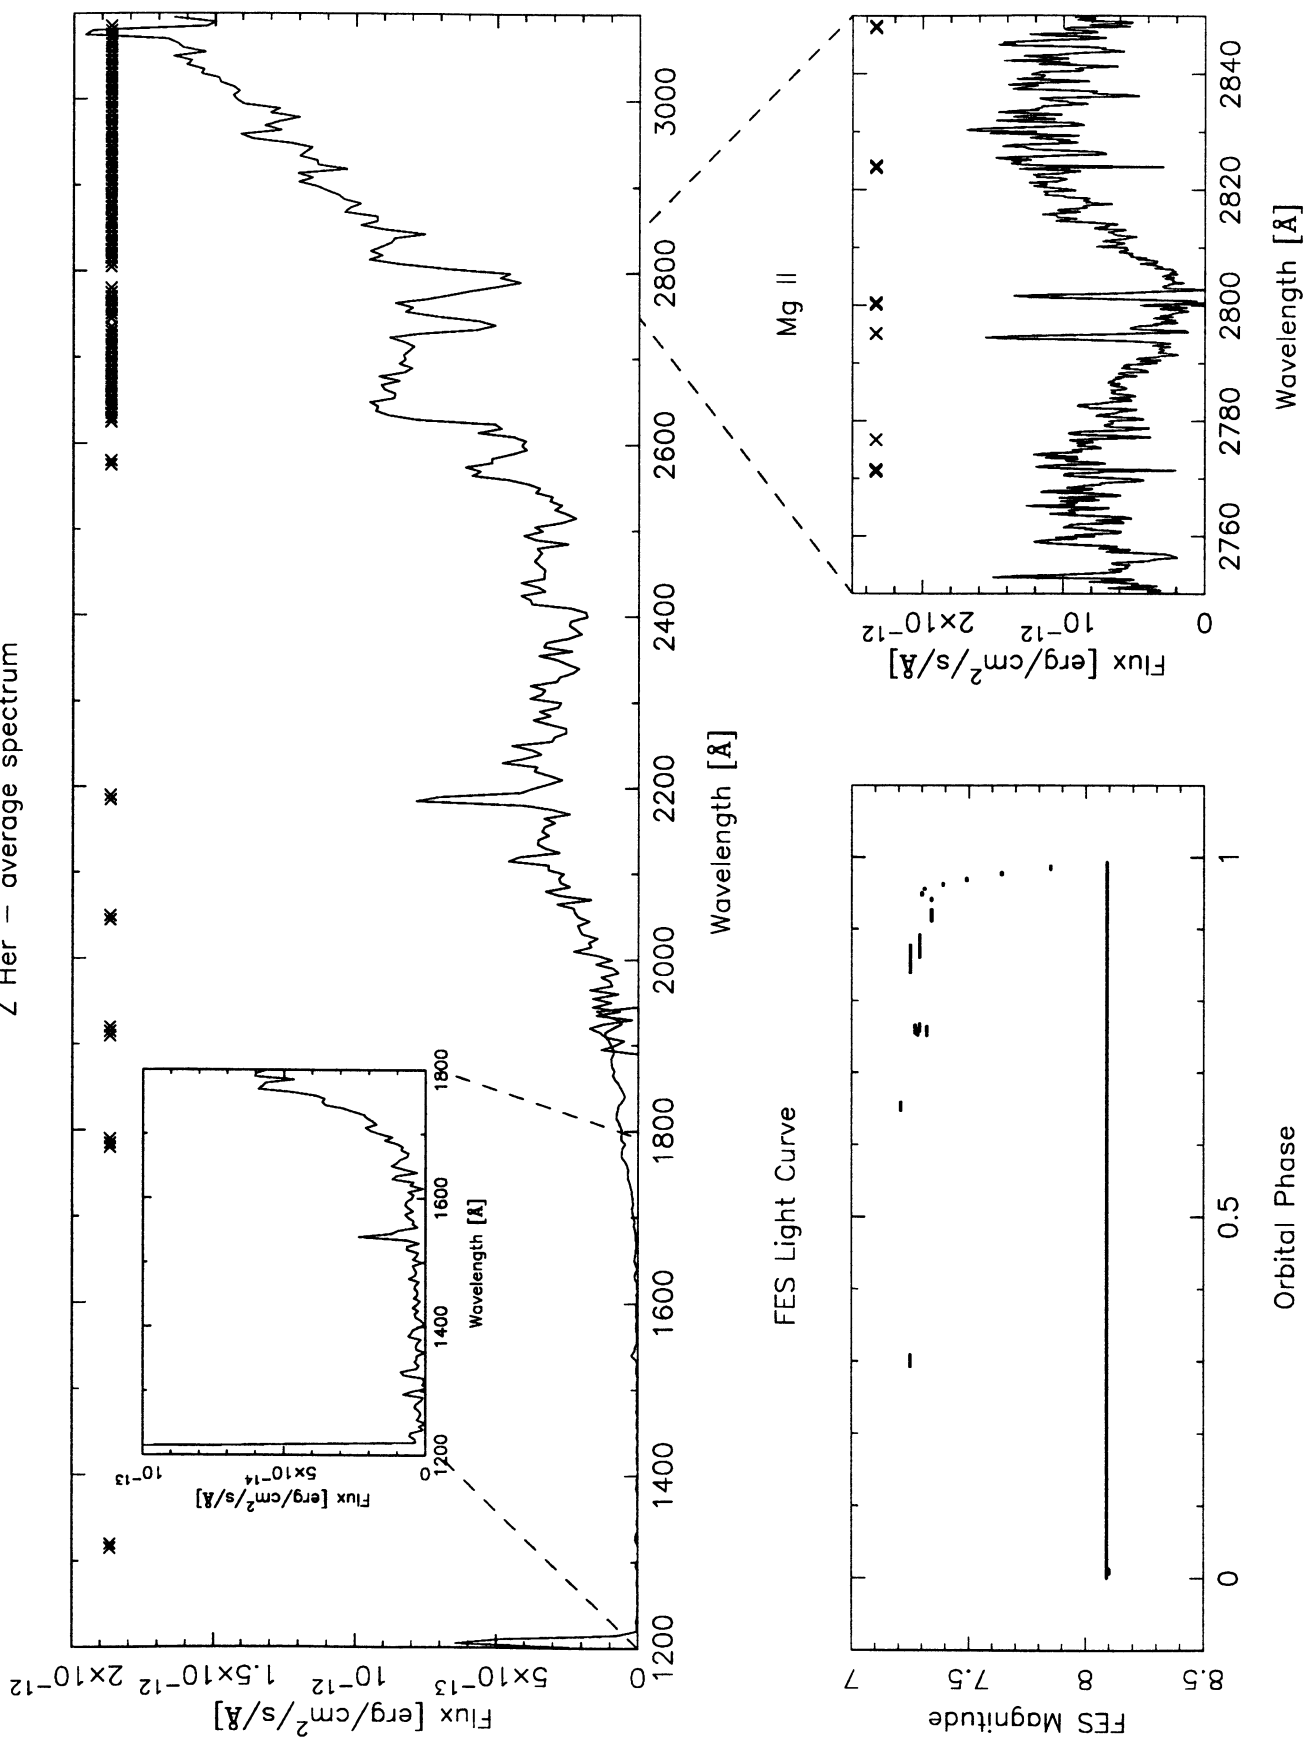 Z Her – average spectrum
Flux [erg/cm²/s/Å]
2×10⁻¹²
1.5×10⁻¹²
10⁻¹²
5×10⁻¹³
0
1200 1400 1600 1800 2000 2200 2400 2600 2800 3000
Wavelength [Å]
Flux [erg/cm²/s/Å]
10⁻¹³
5×10⁻¹⁴
0
1200 1400 1600 1800
Wavelength [Å]
FES Light Curve
FES Magnitude
7
7.5
8
8.5
0 0.5 1
Orbital Phase
Mg II
Flux [erg/cm²/s/Å]
2×10⁻¹²
10⁻¹²
0
2760 2780 2800 2820 2840
Wavelength [Å]